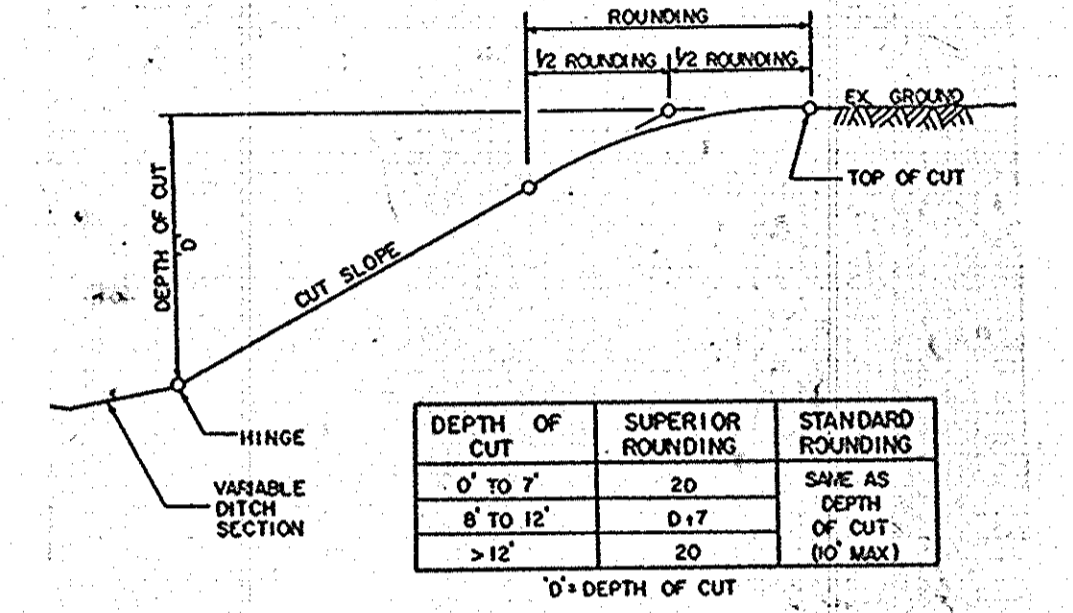 ROUNDING
1/2 ROUNDING
1/2 ROUNDING
EX. GROUND
TOP OF CUT
DEPTH OF CUT
D
CUT SLOPE
HINGE
VARIABLE
DITCH
SECTION
DEPTH OF
CUT
SUPERIOR
ROUNDING
STANDARD
ROUNDING
0' TO 7'
20
SAME AS
DEPTH
OF CUT
(10' MAX)
8' TO 12'
D+7
>12'
20
"D"= DEPTH OF CUT